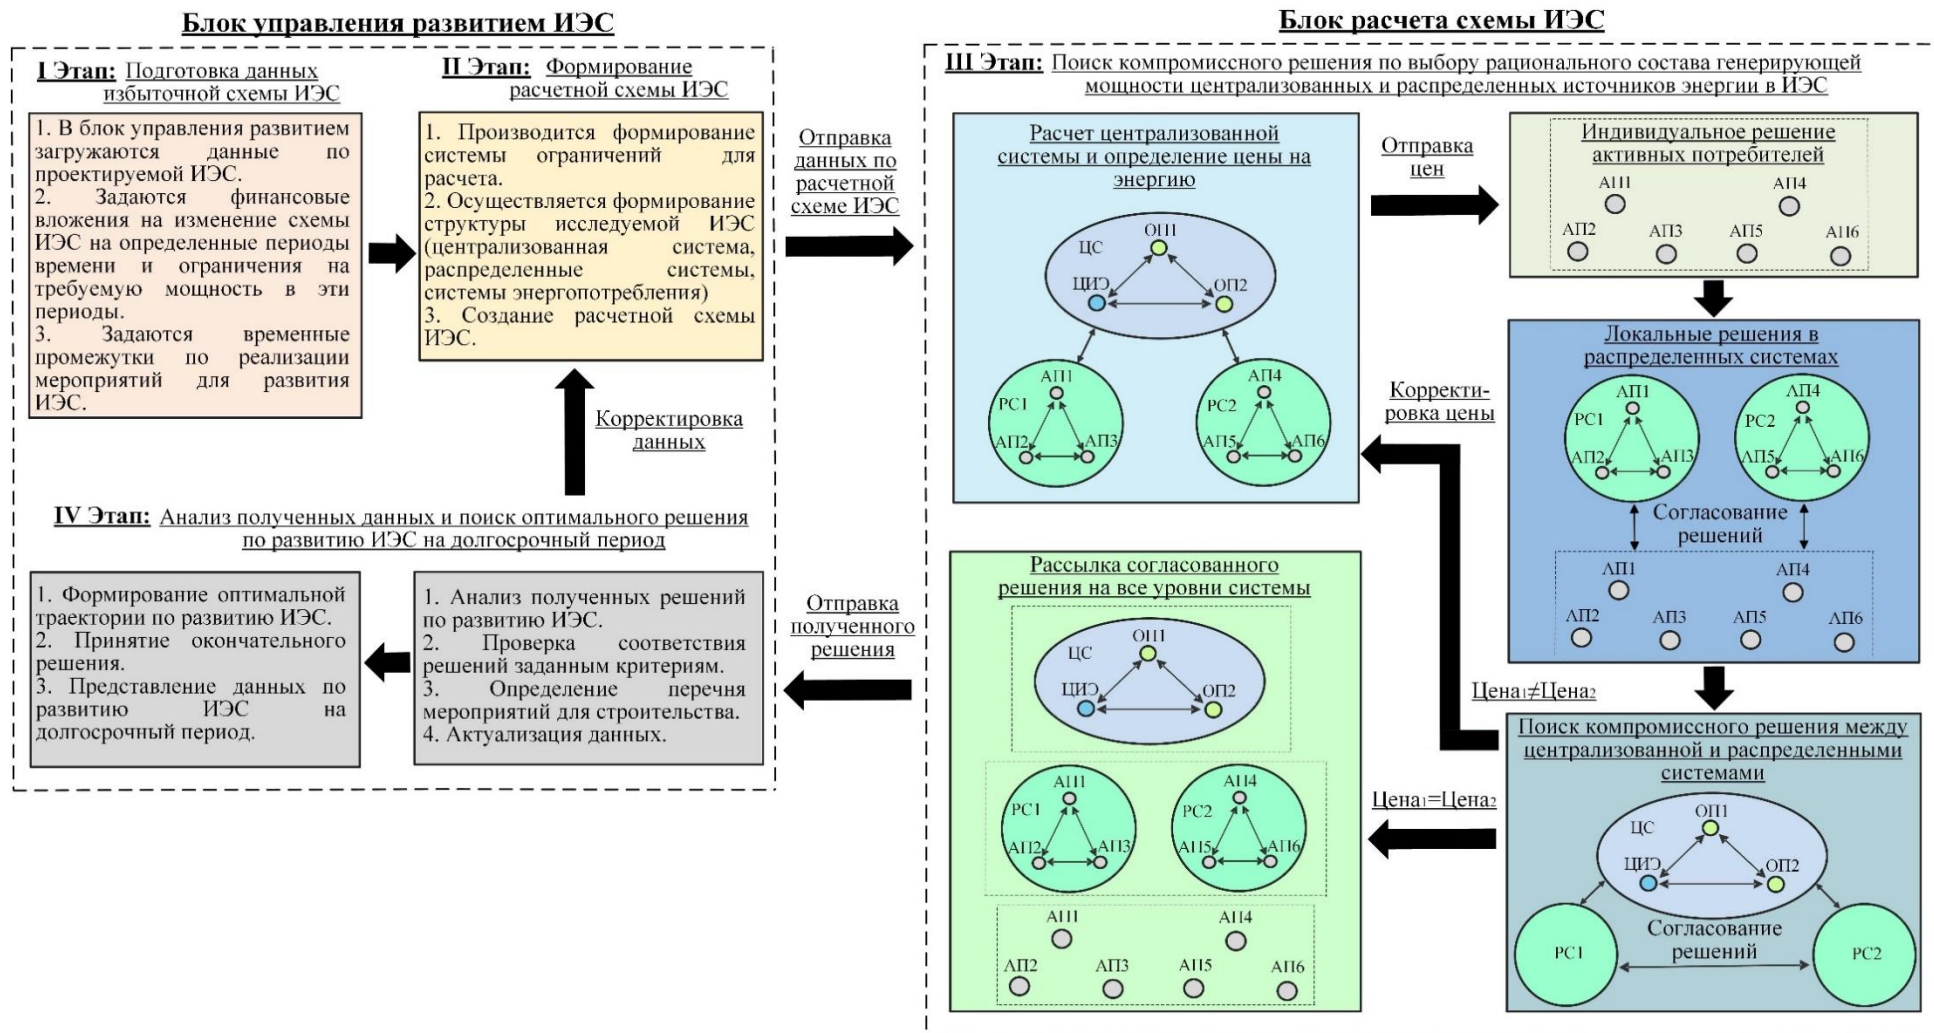 Блок управления развитием ИЭС
I Этап: Подготовка данных
избыточной схемы ИЭС
1. В блок управления развитием
загружаются данные по
проектируемой ИЭС.
2. Задаются финансовые
вложения на изменение схемы
ИЭС на определенные периоды
времени и ограничения на
требуемую мощность в эти
периоды.
3. Задаются временные
промежутки по реализации
мероприятий для развития
ИЭС.
II Этап: Формирование
расчетной схемы ИЭС
1. Производится формирование
системы ограничений для
расчета.
2. Осуществляется формирование
структуры исследуемой ИЭС
(централизованная система,
распределенные системы,
системы энергопотребления)
3. Создание расчетной схемы
ИЭС.
Корректировка
данных
IV Этап: Анализ полученных данных и поиск оптимального решения
по развитию ИЭС на долгосрочный период
1. Формирование оптимальной
траектории по развитию ИЭС.
2. Принятие окончательного
решения.
3. Представление данных по
развитию ИЭС на
долгосрочный период.
1. Анализ полученных решений
по развитию ИЭС.
2. Проверка соответствия
решений заданным критериям.
3. Определение перечня
мероприятий для строительства.
4. Актуализация данных.
Отправка
данных по
расчетной
схеме ИЭС
Отправка
полученного
решения
Блок расчета схемы ИЭС
III Этап: Поиск компромиссного решения по выбору рационального состава генерирующей
мощности централизованных и распределенных источников энергии в ИЭС
Расчет централизованной
системы и определение цены на
энергию
ЦС
ОП1
ЦИЭ
ОП2
АП1
РС1
АП2
АП3
АП4
РС2
АП5
АП6
Отправка
цен
Индивидуальное решение
активных потребителей
АП1
АП4
АП2
АП3
АП5
АП6
Локальные решения в
распределенных системах
АП1
РС1
АП2
АП3
АП4
РС2
АП5
АП6
Согласование
решений
АП1
АП4
АП2
АП3
АП5
АП6
Корректи-
ровка цены
Цена1≠Цена2
Поиск компромиссного решения между
централизованной и распределенными
системами
ЦС
ОП1
ЦИЭ
ОП2
Согласование
решений
РС1
РС2
Цена1=Цена2
Рассылка согласованного
решения на все уровни системы
ЦС
ОП1
ЦИЭ
ОП2
АП1
РС1
АП2
АП3
АП4
РС2
АП5
АП6
АП1
АП4
АП2
АП3
АП5
АП6